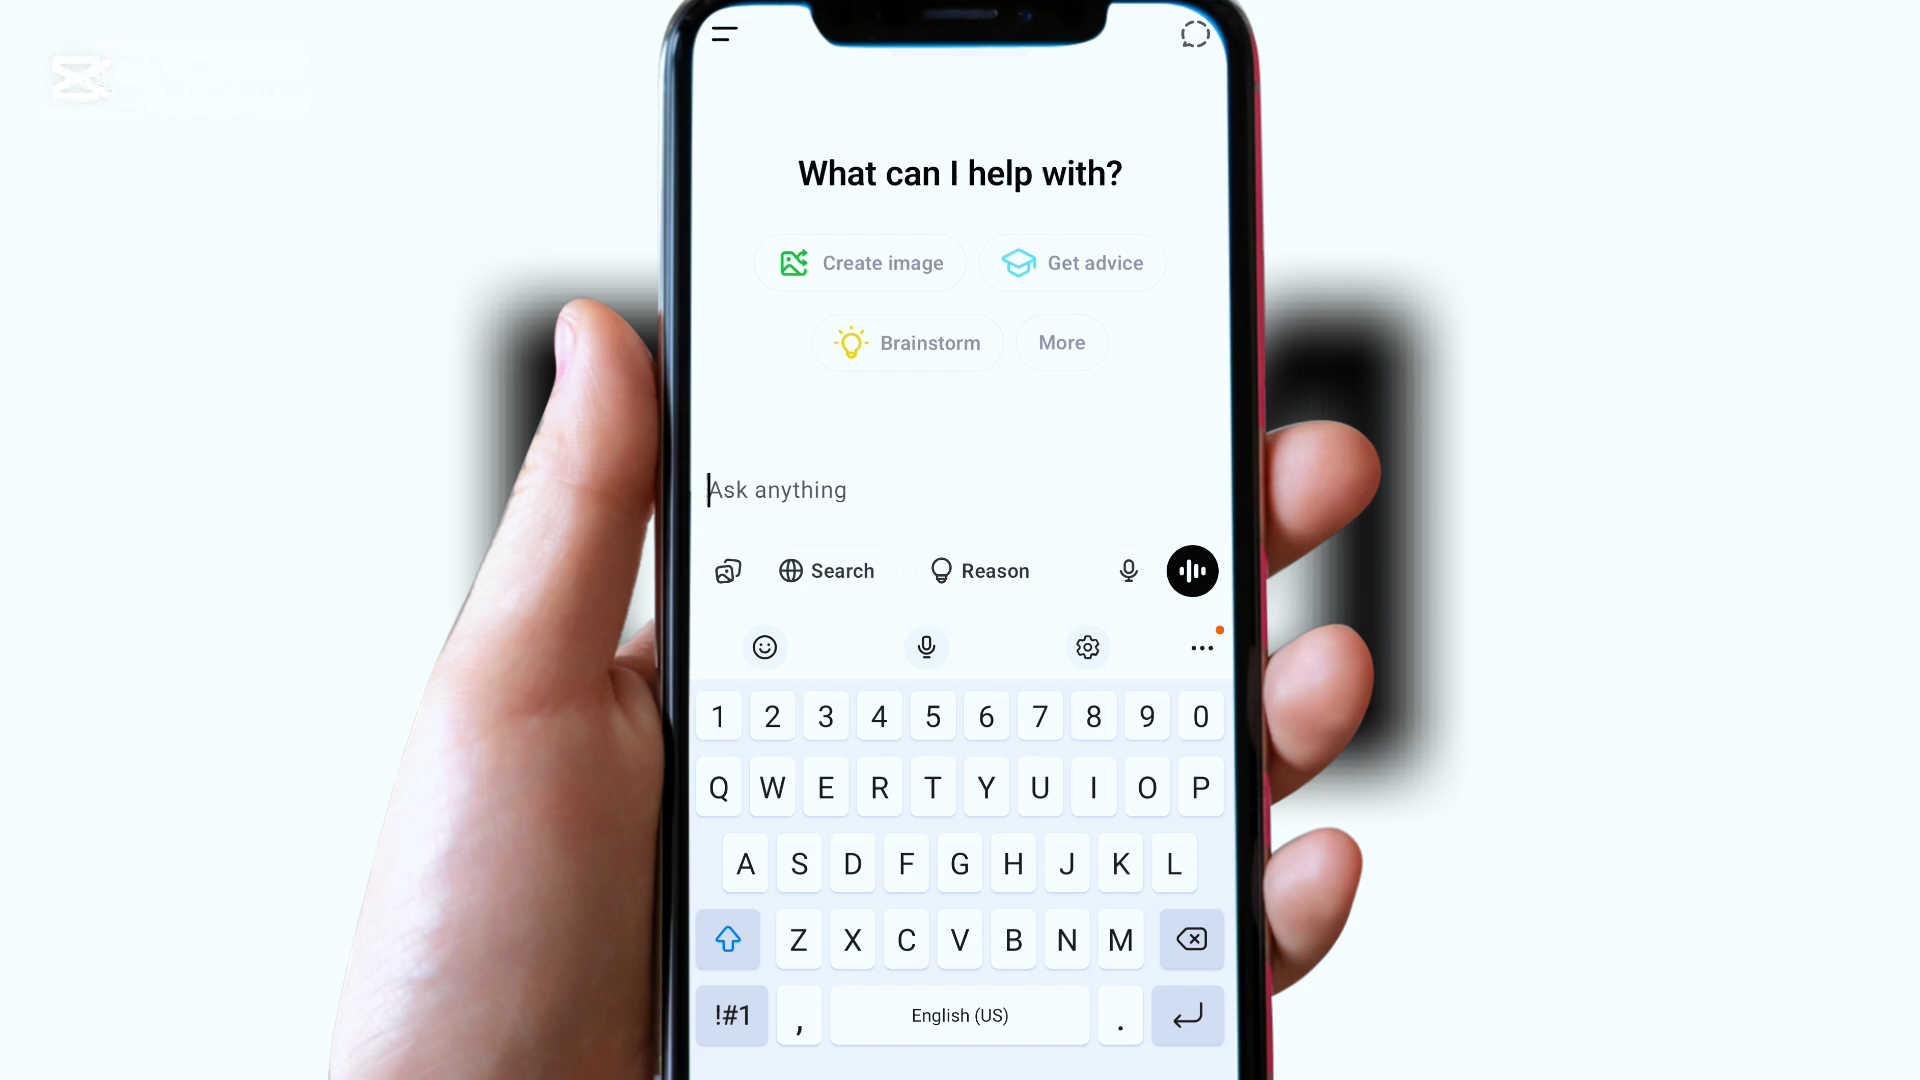 What can I help with?
Create image
Get advice
Brainstorm
More
Ask anything
Search
Reason
1 2 3 4 5 6 7 8 9 0
Q W E R T Y U I O P
A S D F G H J K L
Z X C V B N M
!#1 , English (US) .